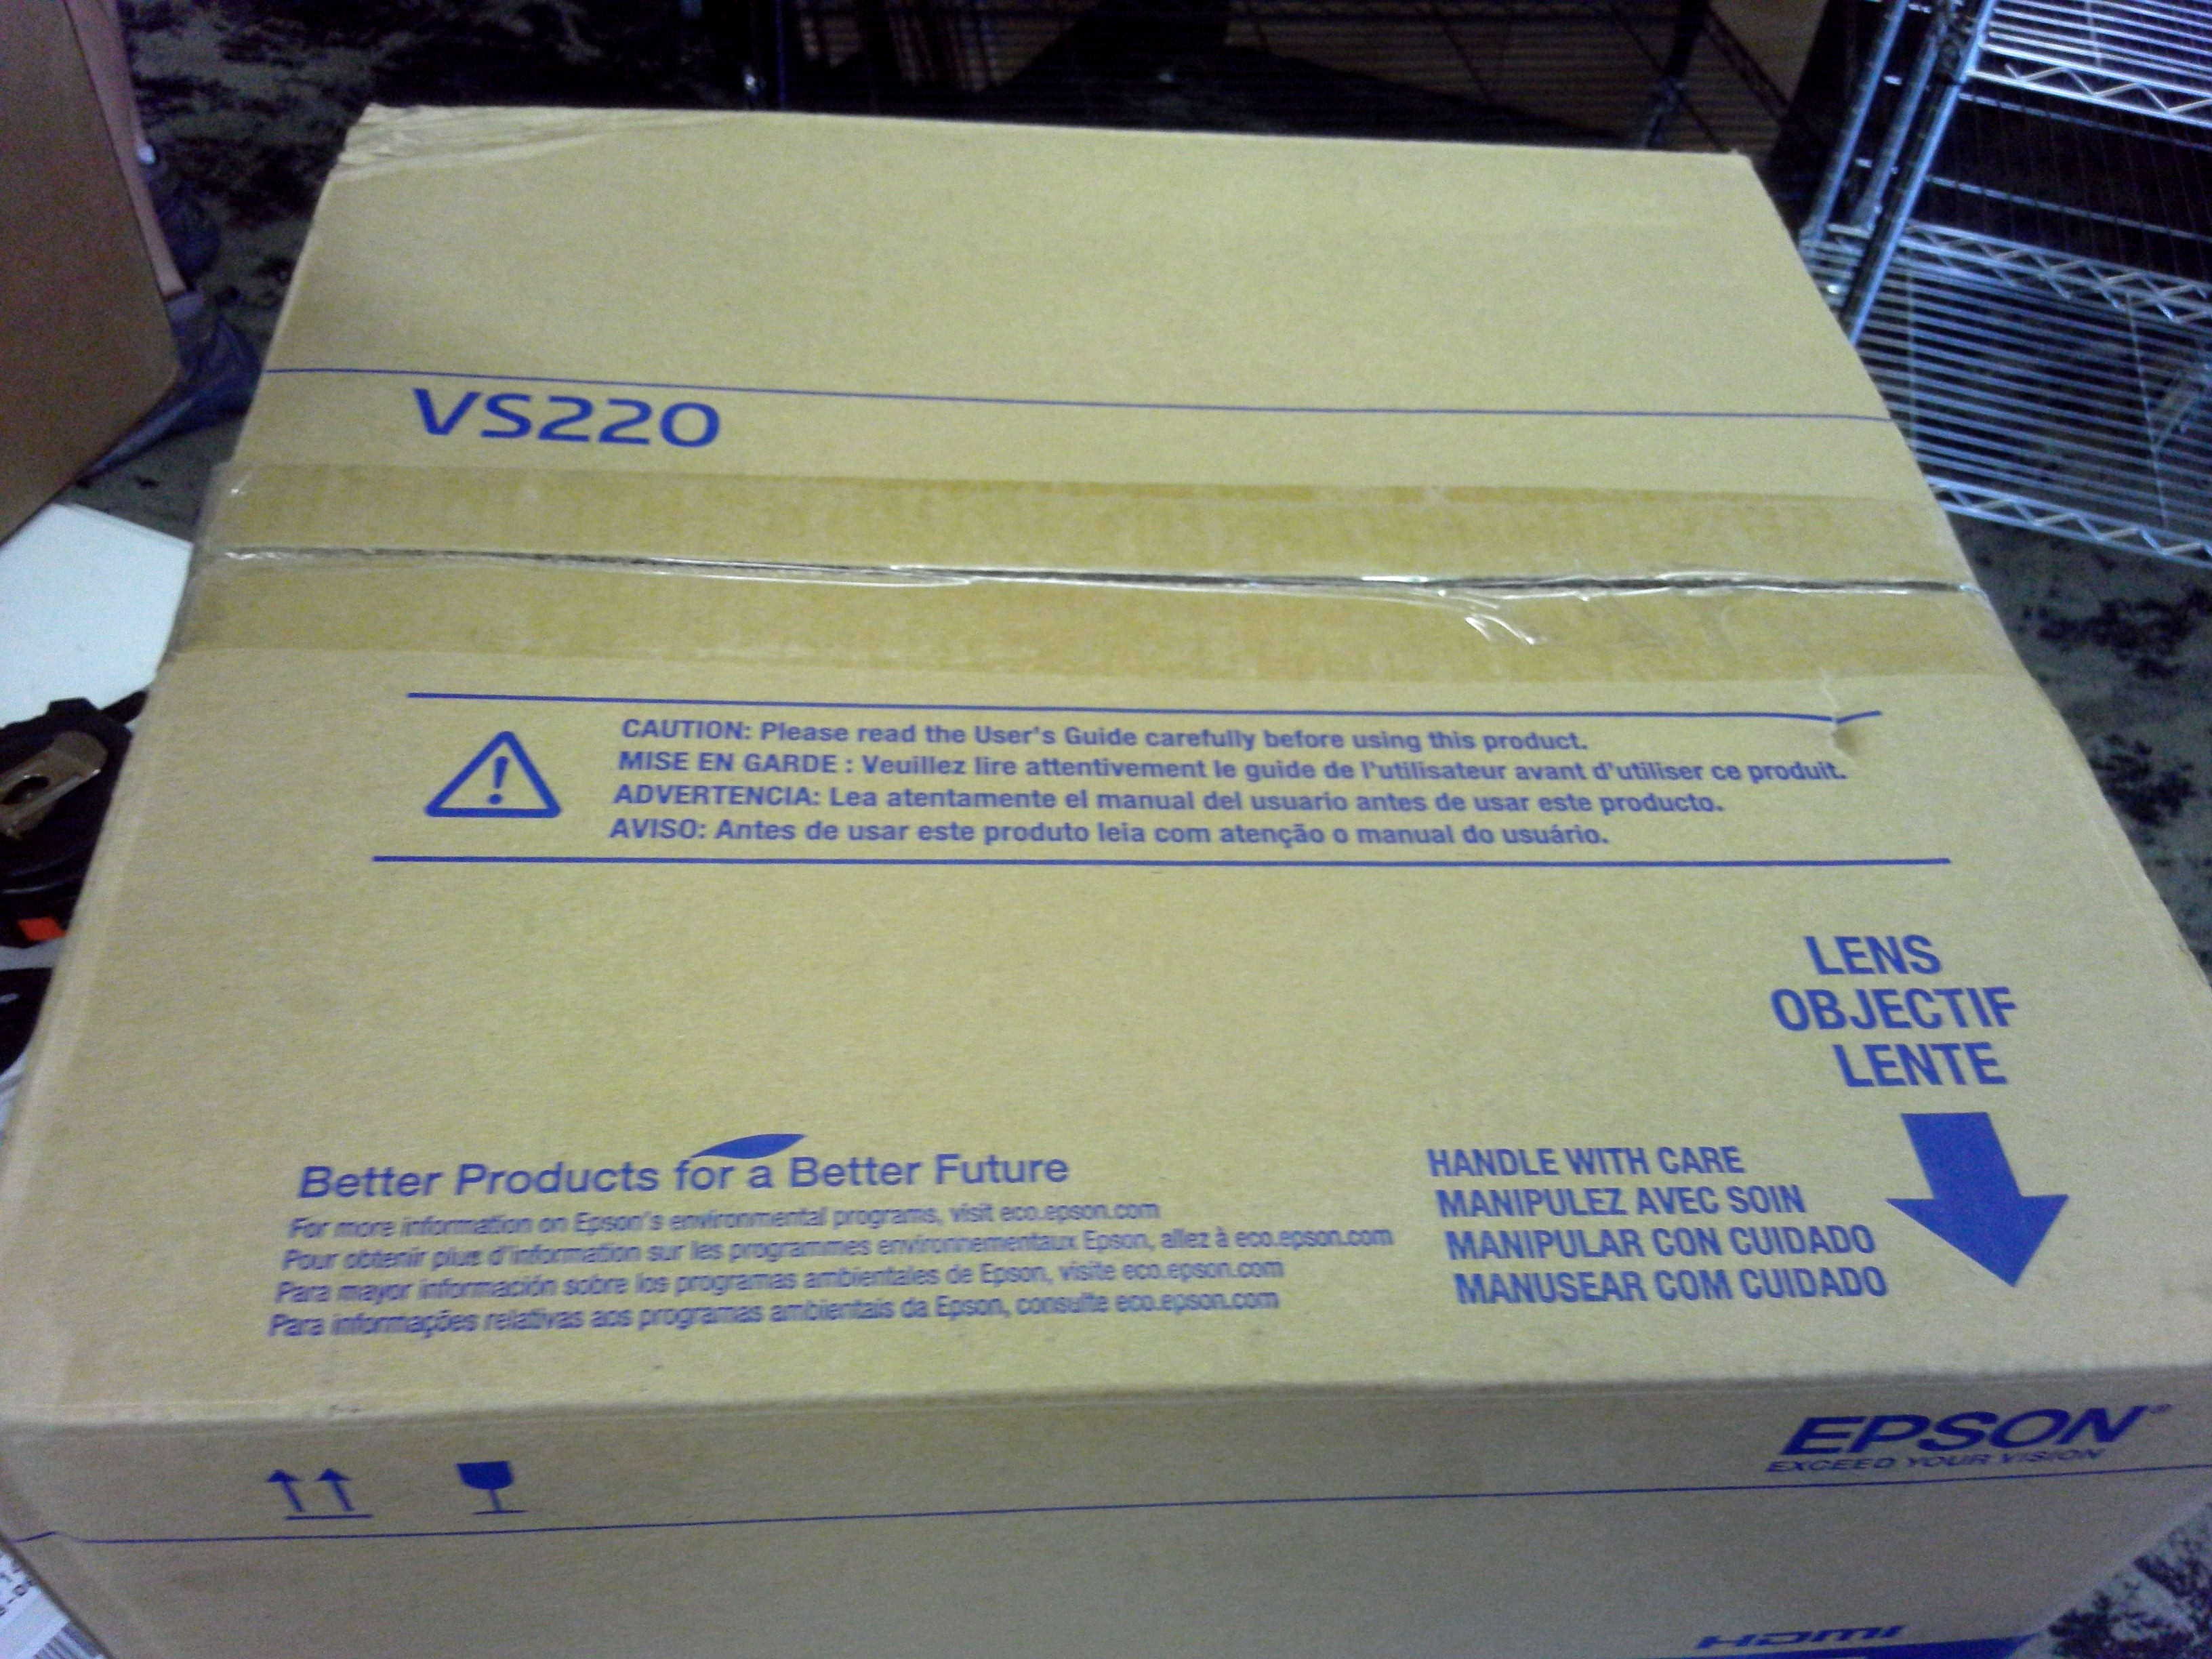 VS220
CAUTION: Please read the User's Guide carefully before using this product.
MISE EN GARDE : Veuillez lire attentivement le guide de l'utilisateur avant d'utiliser ce produit.
ADVERTENCIA: Lea atentamente el manual del usuario antes de usar este producto.
AVISO: Antes de usar este produto leia com atenção o manual do usuário.
LENS
OBJECTIF
LENTE
Better Products for a Better Future
For more information on Epson's environmental programs, visit eco.epson.com
Pour obtenir plus d'information sur les programmes environnementaux Epson, allez à eco.epson.com
Para mayor información sobre los programas ambientales de Epson, visite eco.epson.com
Para informações relativas aos programas ambientais da Epson, consulte eco.epson.com
HANDLE WITH CARE
MANIPULEZ AVEC SOIN
MANIPULAR CON CUIDADO
MANUSEAR COM CUIDADO
EPSON®
EXCEED YOUR VISION
HDMI